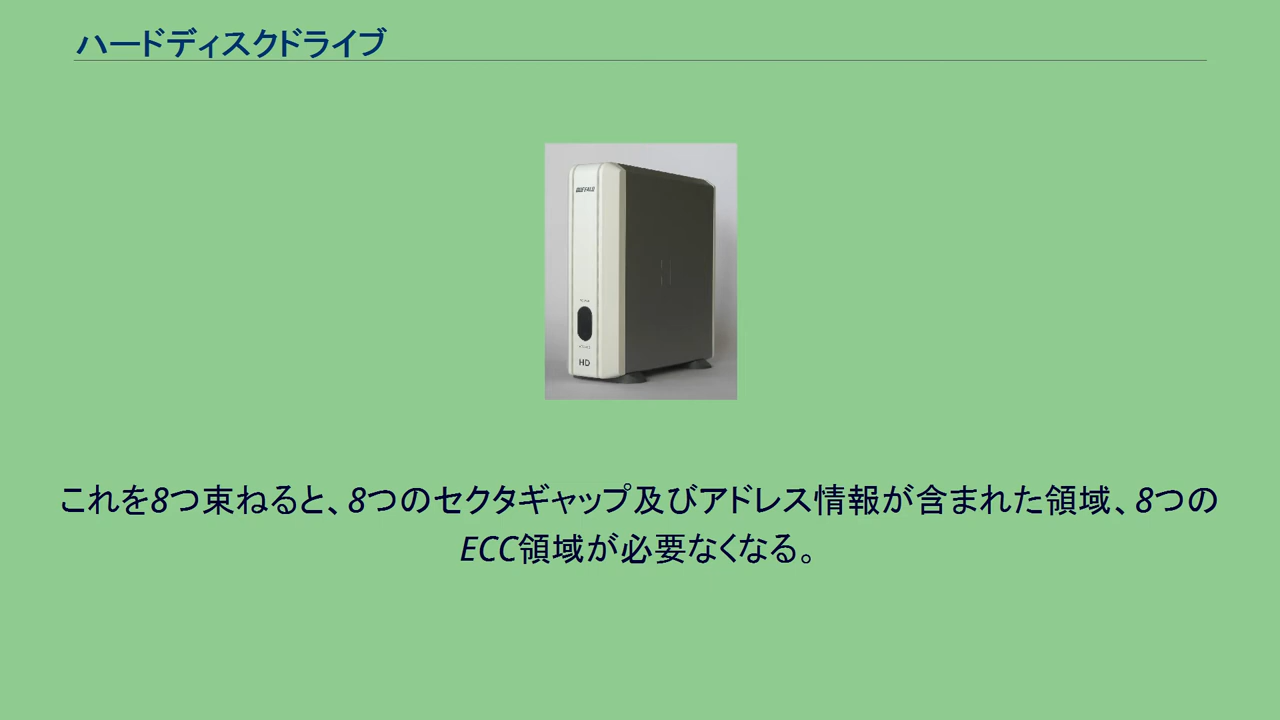 ハードディスクドライブ
BUFFALO
HD
これを8つ束ねると、8つのセクタギャップ及びアドレス情報が含まれた領域、8つの
ECC領域が必要なくなる。